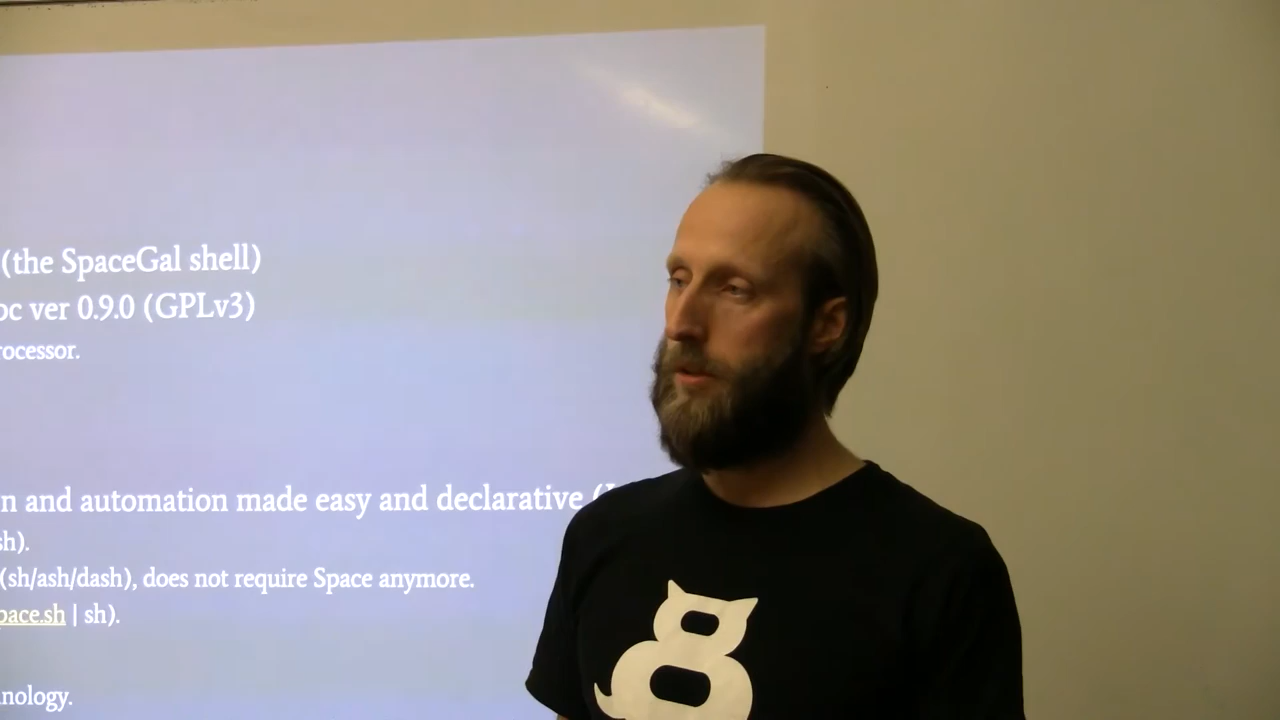 (the SpaceGal shell)
oc ver 0.9.0 (GPLv3)
rocessor.
n and automation made easy and declarative (
sh).
(sh/ash/dash), does not require Space anymore.
pace.sh | sh).
nology.